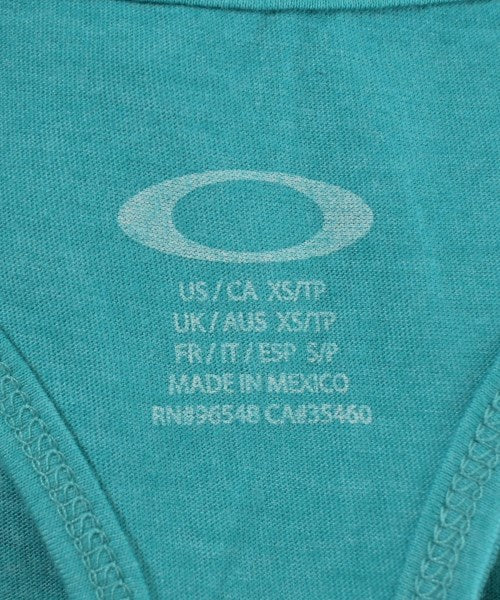 US / CA XS/TP
UK / AUS XS/TP
FR / IT / ESP S/P
MADE IN MEXICO
RN#96548 CA#35460